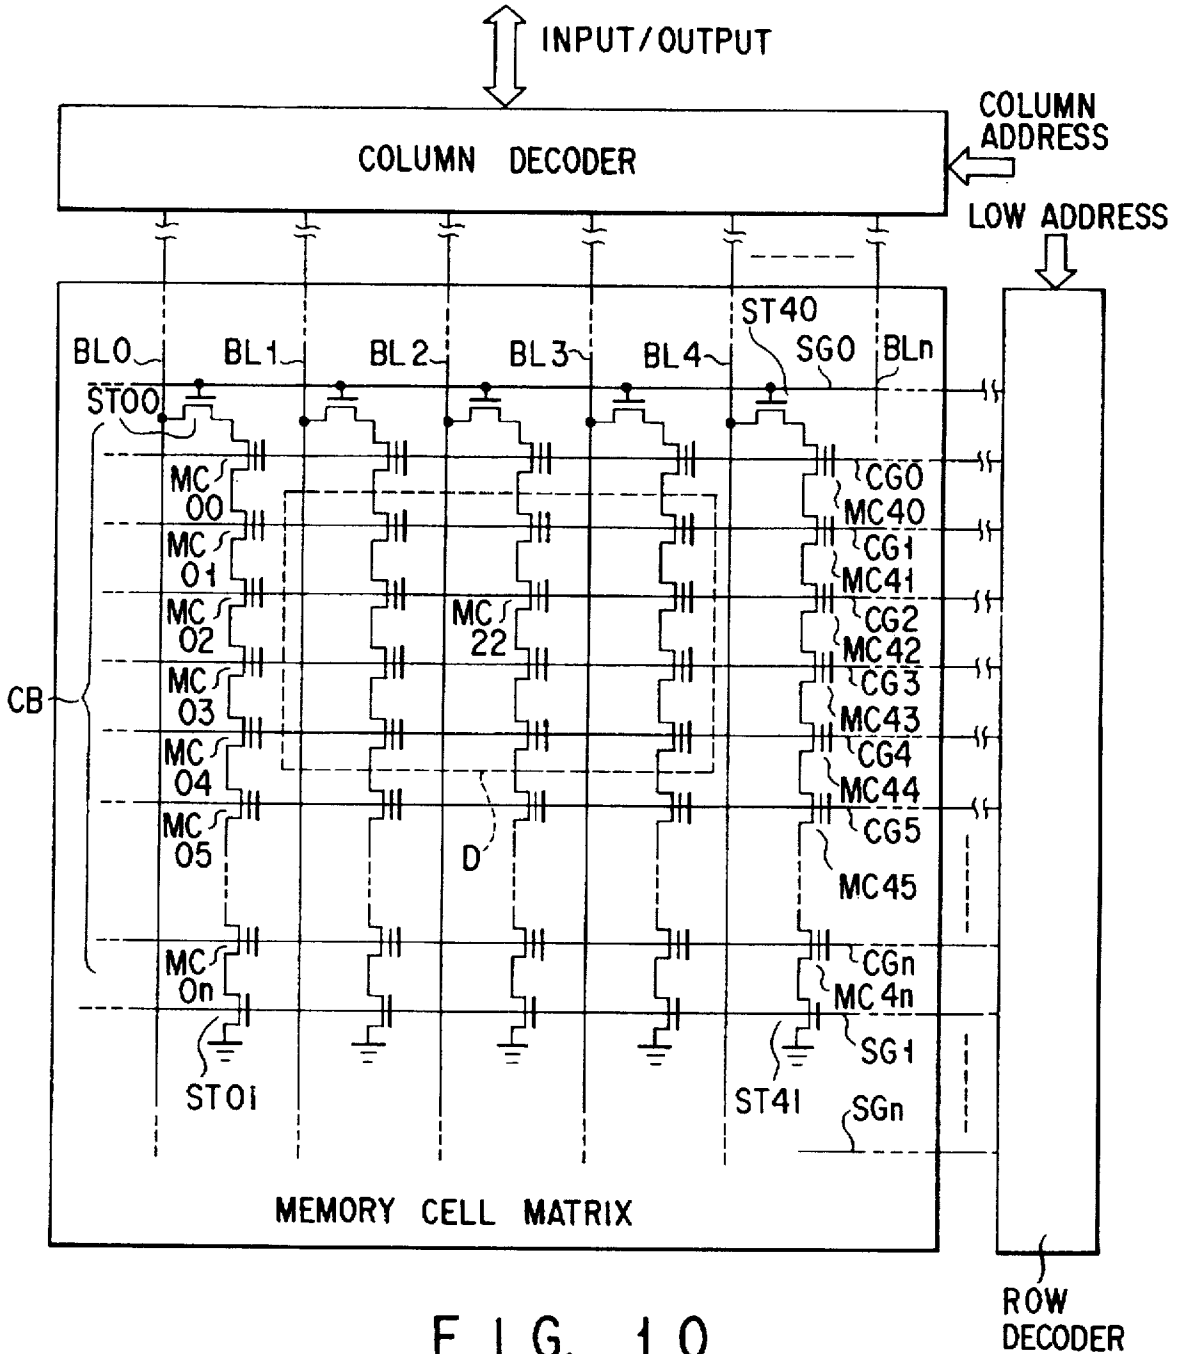 INPUT/OUTPUT
COLUMN
ADDRESS
COLUMN DECODER
LOW ADDRESS
ST40
SG0
BL0
BL1
BL2
BL3
BL4
BLn
ST00
MC
00
CG0
MC40
MC
01
CG1
MC41
MC
02
MC
22
CG2
MC42
CB
MC
03
CG3
MC43
MC
04
CG4
MC44
MC
05
D
CG5
MC45
MC
0n
CGn
MC4n
ST01
SG1
ST41
SGn
MEMORY CELL MATRIX
ROW
DECODER
FIG. 10